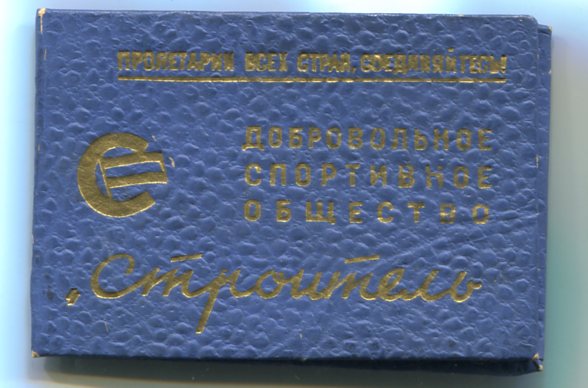 ПРОЛЕТАРИИ ВСЕХ СТРАН, СОЕДИНЯЙТЕСЬ!
ДОБРОВОЛЬНОЕ
СПОРТИВНОЕ
ОБЩЕСТВО
„Строитель